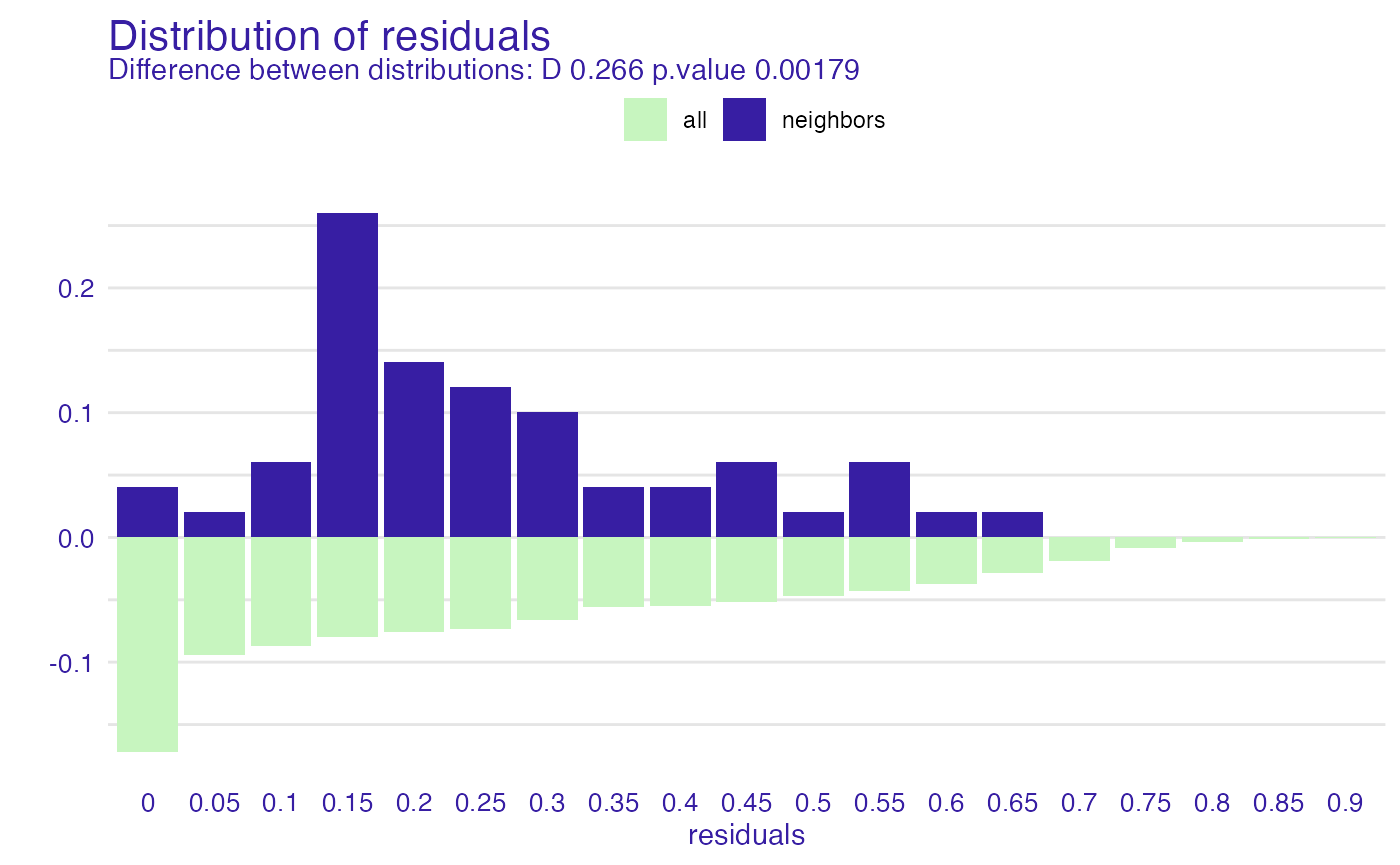 Distribution of residuals
Difference between distributions: D 0.266 p.value 0.00179
all neighbors
0.2
0.1
0.0
-0.1
0 0.05 0.1 0.15 0.2 0.25 0.3 0.35 0.4 0.45 0.5 0.55 0.6 0.65 0.7 0.75 0.8 0.85 0.9
residuals